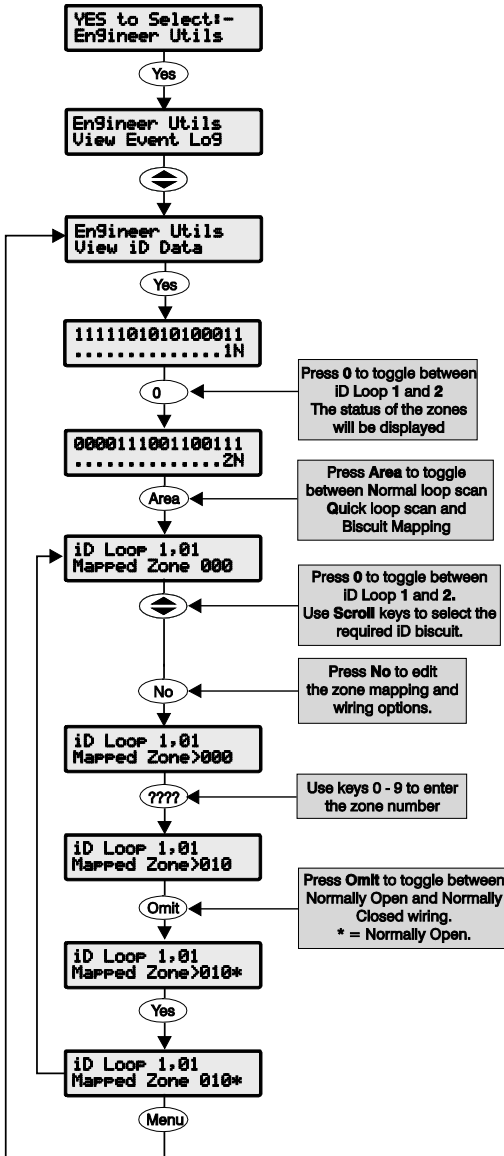 YES to Select:-
En9ineer Utils
Yes
En9ineer Utils
View Event Lo9
En9ineer Utils
View iD Data
Yes
1111101010100011
..............1N
0
Press 0 to toggle between
iD Loop 1 and 2
The status of the zones
will be displayed
0000111001100111
..............2N
Area
Press Area to toggle
between Normal loop scan
Quick loop scan and
Biscuit Mapping
iD Loop 1,01
Mapped Zone 000
Press 0 to toggle between
iD Loop 1 and 2.
Use Scroll keys to select the
required iD biscuit.
No
Press No to edit
the zone mapping and
wiring options.
iD Loop 1,01
Mapped Zone>000
????
Use keys 0 - 9 to enter
the zone number
iD Loop 1,01
Mapped Zone>010
Omit
Press Omit to toggle between
Normally Open and Normally
Closed wiring.
* = Normally Open.
iD Loop 1,01
Mapped Zone>010*
Yes
iD Loop 1,01
Mapped Zone 010*
Menu